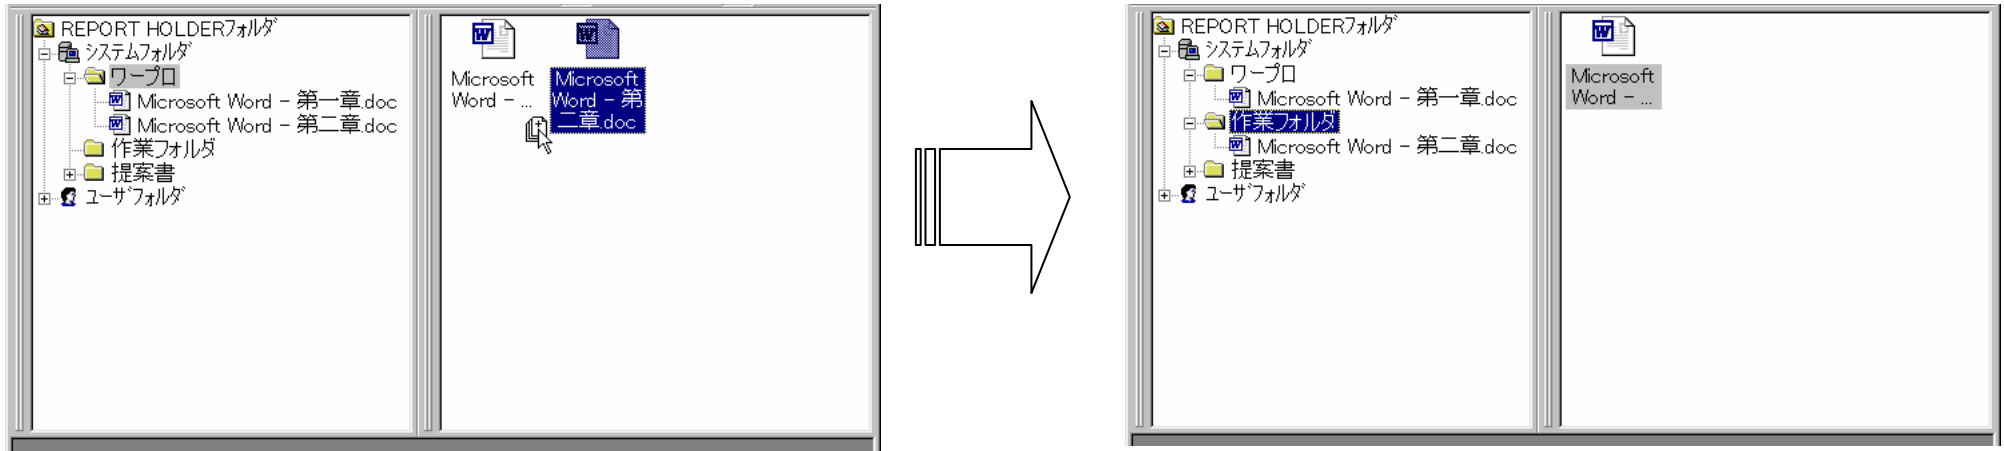 REPORT HOLDERフォルダ
システムフォルダ
ワープロ
Microsoft Word - 第一章.doc
Microsoft Word - 第二章.doc
作業フォルダ
提案書
ユーザフォルダ
Microsoft
Word - ...
Microsoft
Word - 第
二章.doc
REPORT HOLDERフォルダ
システムフォルダ
ワープロ
Microsoft Word - 第一章.doc
作業フォルダ
Microsoft Word - 第二章.doc
提案書
ユーザフォルダ
Microsoft
Word - ...